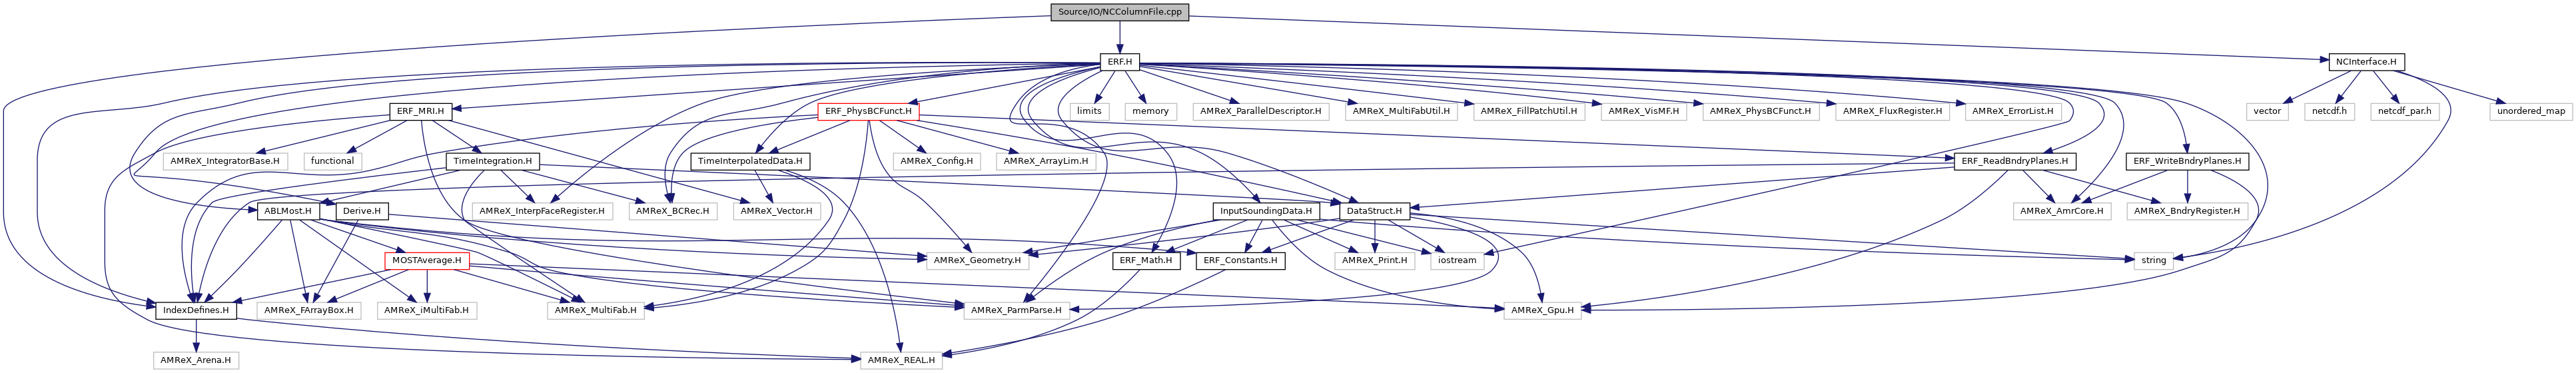 Source/IO/NCColumnFile.cpp
ERF.H
NCInterface.H
ERF_MRI.H
ERF_PhysBCFunct.H
limits
memory
AMReX_ParallelDescriptor.H
AMReX_MultiFabUtil.H
AMReX_FillPatchUtil.H
AMReX_VisMF.H
AMReX_PhysBCFunct.H
AMReX_FluxRegister.H
AMReX_ErrorList.H
vector
netcdf.h
netcdf_par.h
unordered_map
AMReX_IntegratorBase.H
functional
TimeIntegration.H
TimeInterpolatedData.H
AMReX_Config.H
AMReX_ArrayLim.H
ERF_ReadBndryPlanes.H
ERF_WriteBndryPlanes.H
ABLMost.H
Derive.H
AMReX_InterpFaceRegister.H
AMReX_BCRec.H
AMReX_Vector.H
InputSoundingData.H
DataStruct.H
AMReX_AmrCore.H
AMReX_BndryRegister.H
MOSTAverage.H
AMReX_Geometry.H
ERF_Math.H
ERF_Constants.H
AMReX_Print.H
iostream
string
IndexDefines.H
AMReX_FArrayBox.H
AMReX_iMultiFab.H
AMReX_MultiFab.H
AMReX_ParmParse.H
AMReX_Gpu.H
AMReX_Arena.H
AMReX_REAL.H